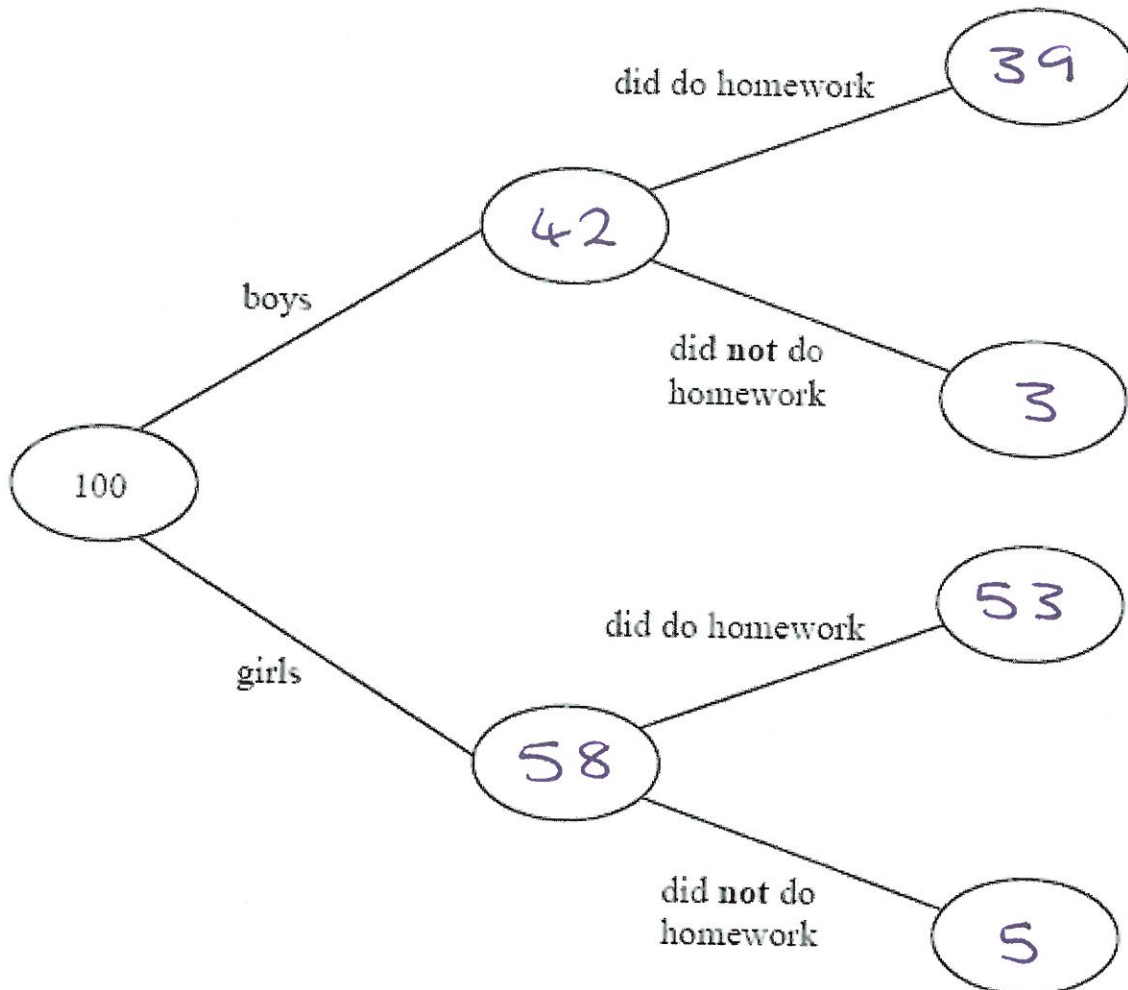 39
did do homework
42
boys
did not do
homework
3
100
53
did do homework
girls
58
did not do
homework
5